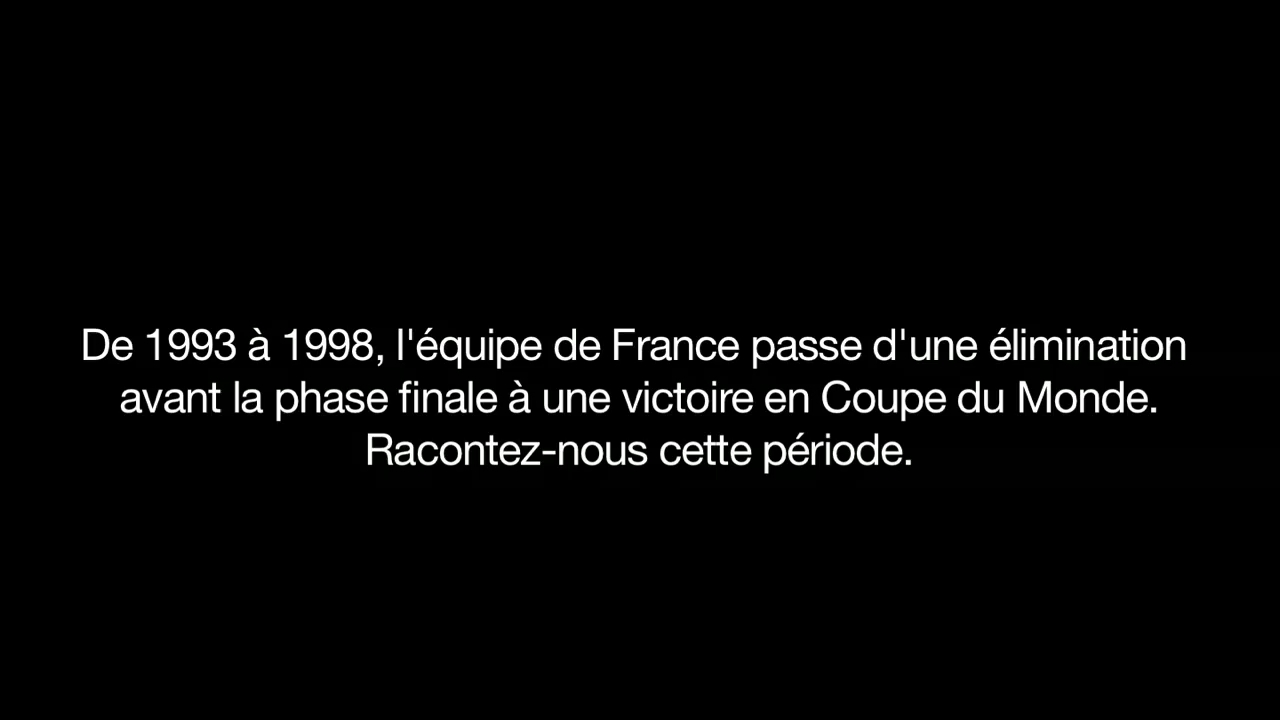 De 1993 à 1998, l'équipe de France passe d'une élimination
avant la phase finale à une victoire en Coupe du Monde.
Racontez-nous cette période.